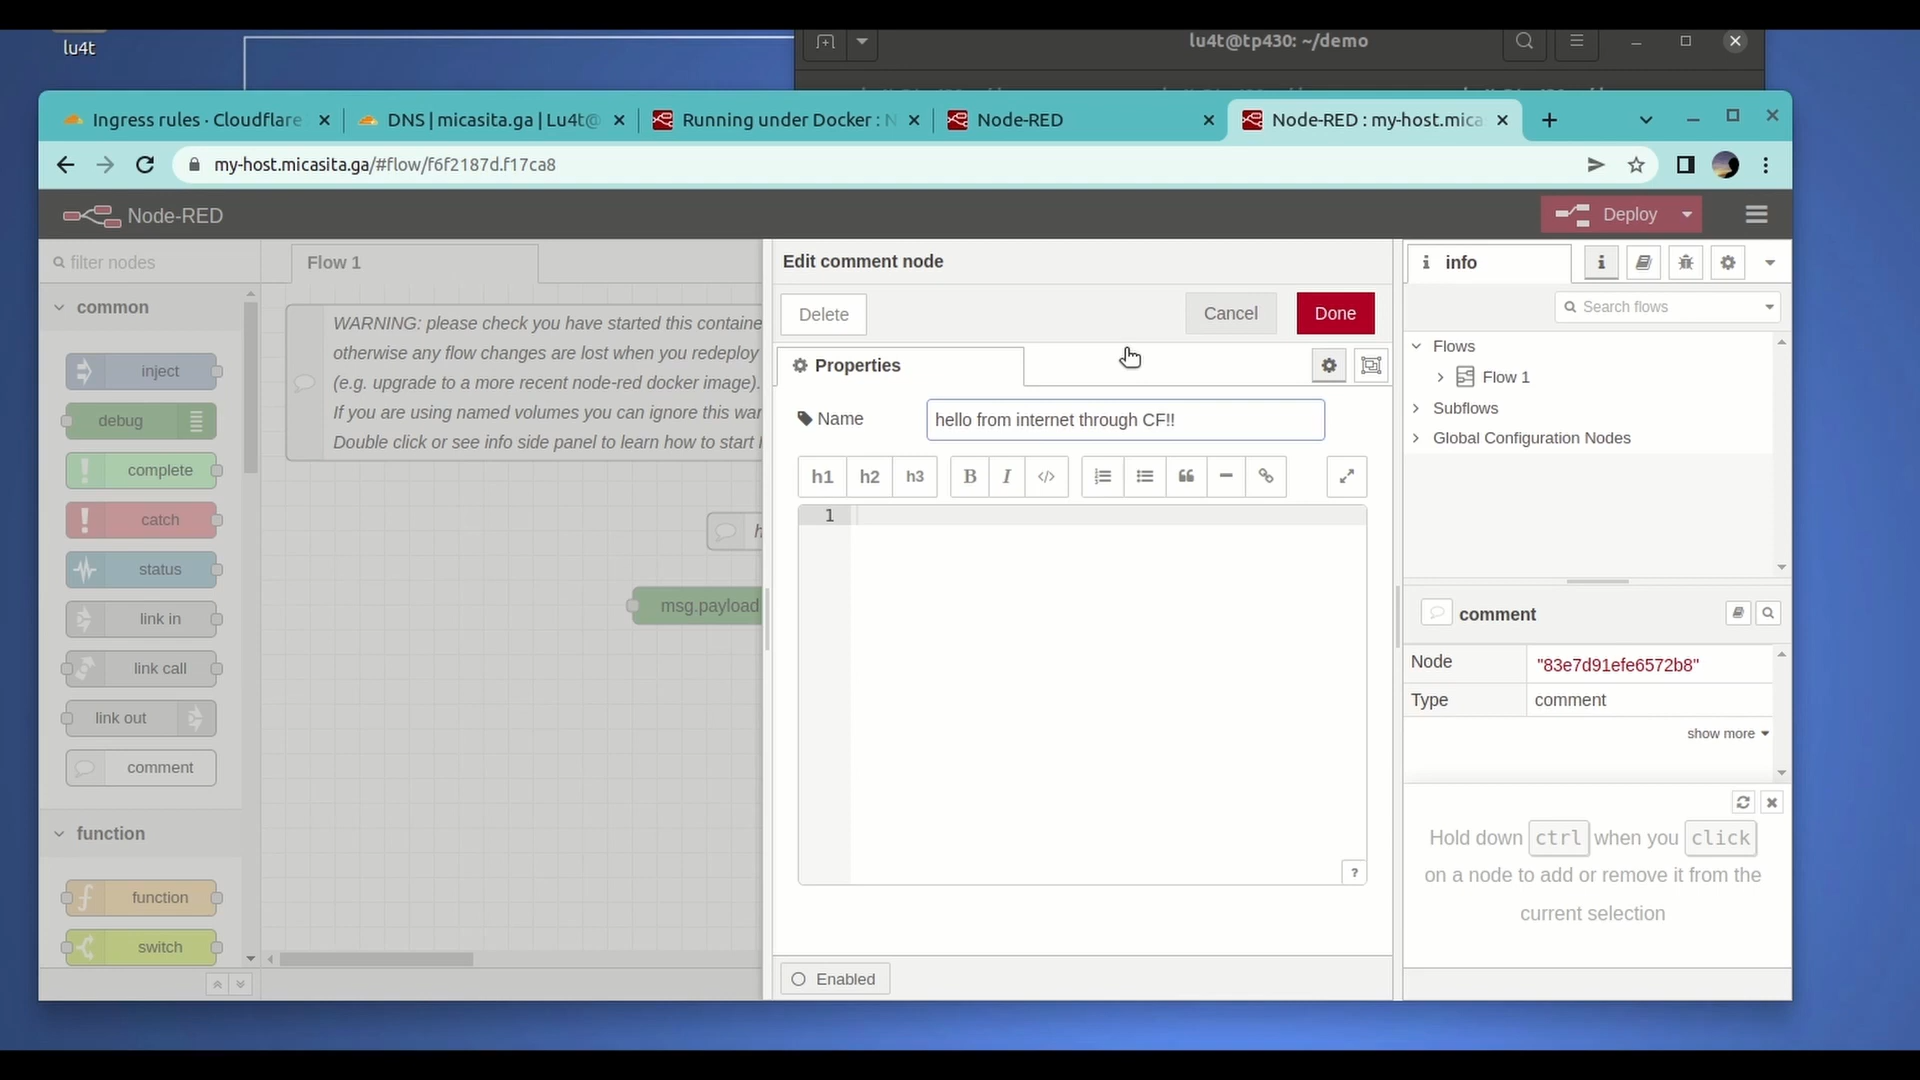 lu4t
lu4t@tp430: ~/demo
Ingress rules · Cloudflare
DNS | micasita.ga | Lu4t@
Running under Docker : N
Node-RED
Node-RED : my-host.mica
my-host.micasita.ga/#flow/f6f2187d.f17ca8
Node-RED
Deploy
filter nodes
common
inject
debug
complete
catch
status
link in
link call
link out
comment
function
function
switch
Flow 1
WARNING: please check you have started this containe
otherwise any flow changes are lost when you redeploy
(e.g. upgrade to a more recent node-red docker image).
If you are using named volumes you can ignore this wa
Double click or see info side panel to learn how to start
h
msg.payload
Edit comment node
Delete
Cancel
Done
Properties
Name
hello from internet through CF!!
h1 h2 h3 B I </>
1
?
Enabled
i info
i
Search flows
Flows
Flow 1
Subflows
Global Configuration Nodes
comment
Node "83e7d91efe6572b8"
Type comment
show more
Hold down ctrl when you click
on a node to add or remove it from the
current selection